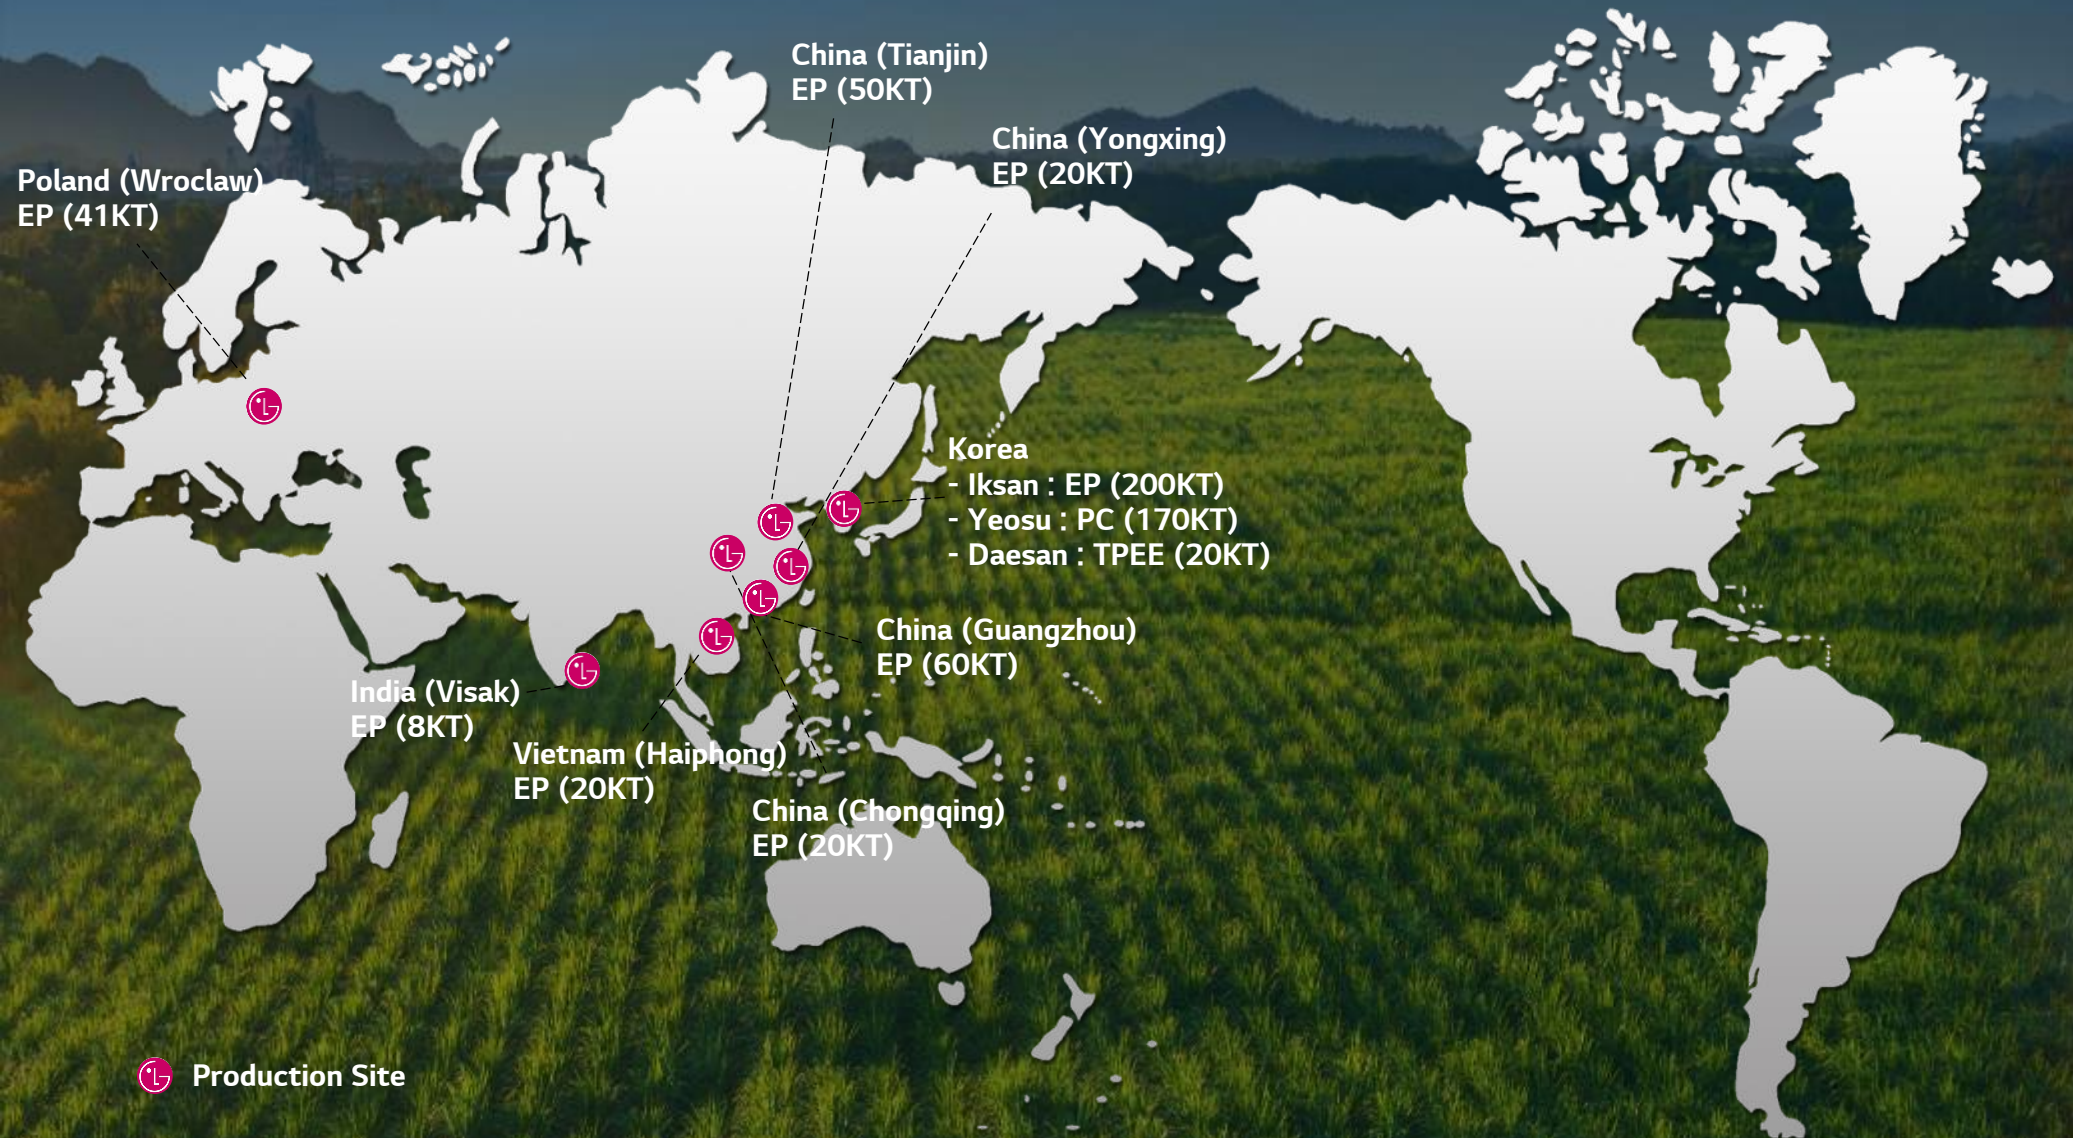 China (Tianjin)
EP (50KT)
China (Yongxing)
EP (20KT)
Poland (Wroclaw)
EP (41KT)
Korea
- Iksan : EP (200KT)
- Yeosu : PC (170KT)
- Daesan : TPEE (20KT)
China (Guangzhou)
EP (60KT)
India (Visak)
EP (8KT)
Vietnam (Haiphong)
EP (20KT)
China (Chongqing)
EP (20KT)
Production Site